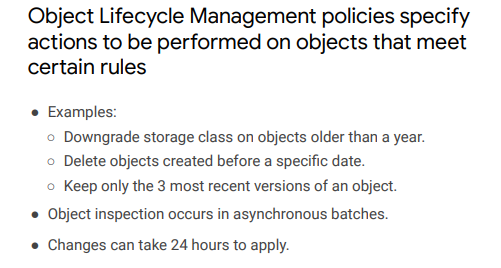 Object Lifecycle Management policies specify
actions to be performed on objects that meet
certain rules
● Examples:
○ Downgrade storage class on objects older than a year.
○ Delete objects created before a specific date.
○ Keep only the 3 most recent versions of an object.
● Object inspection occurs in asynchronous batches.
● Changes can take 24 hours to apply.